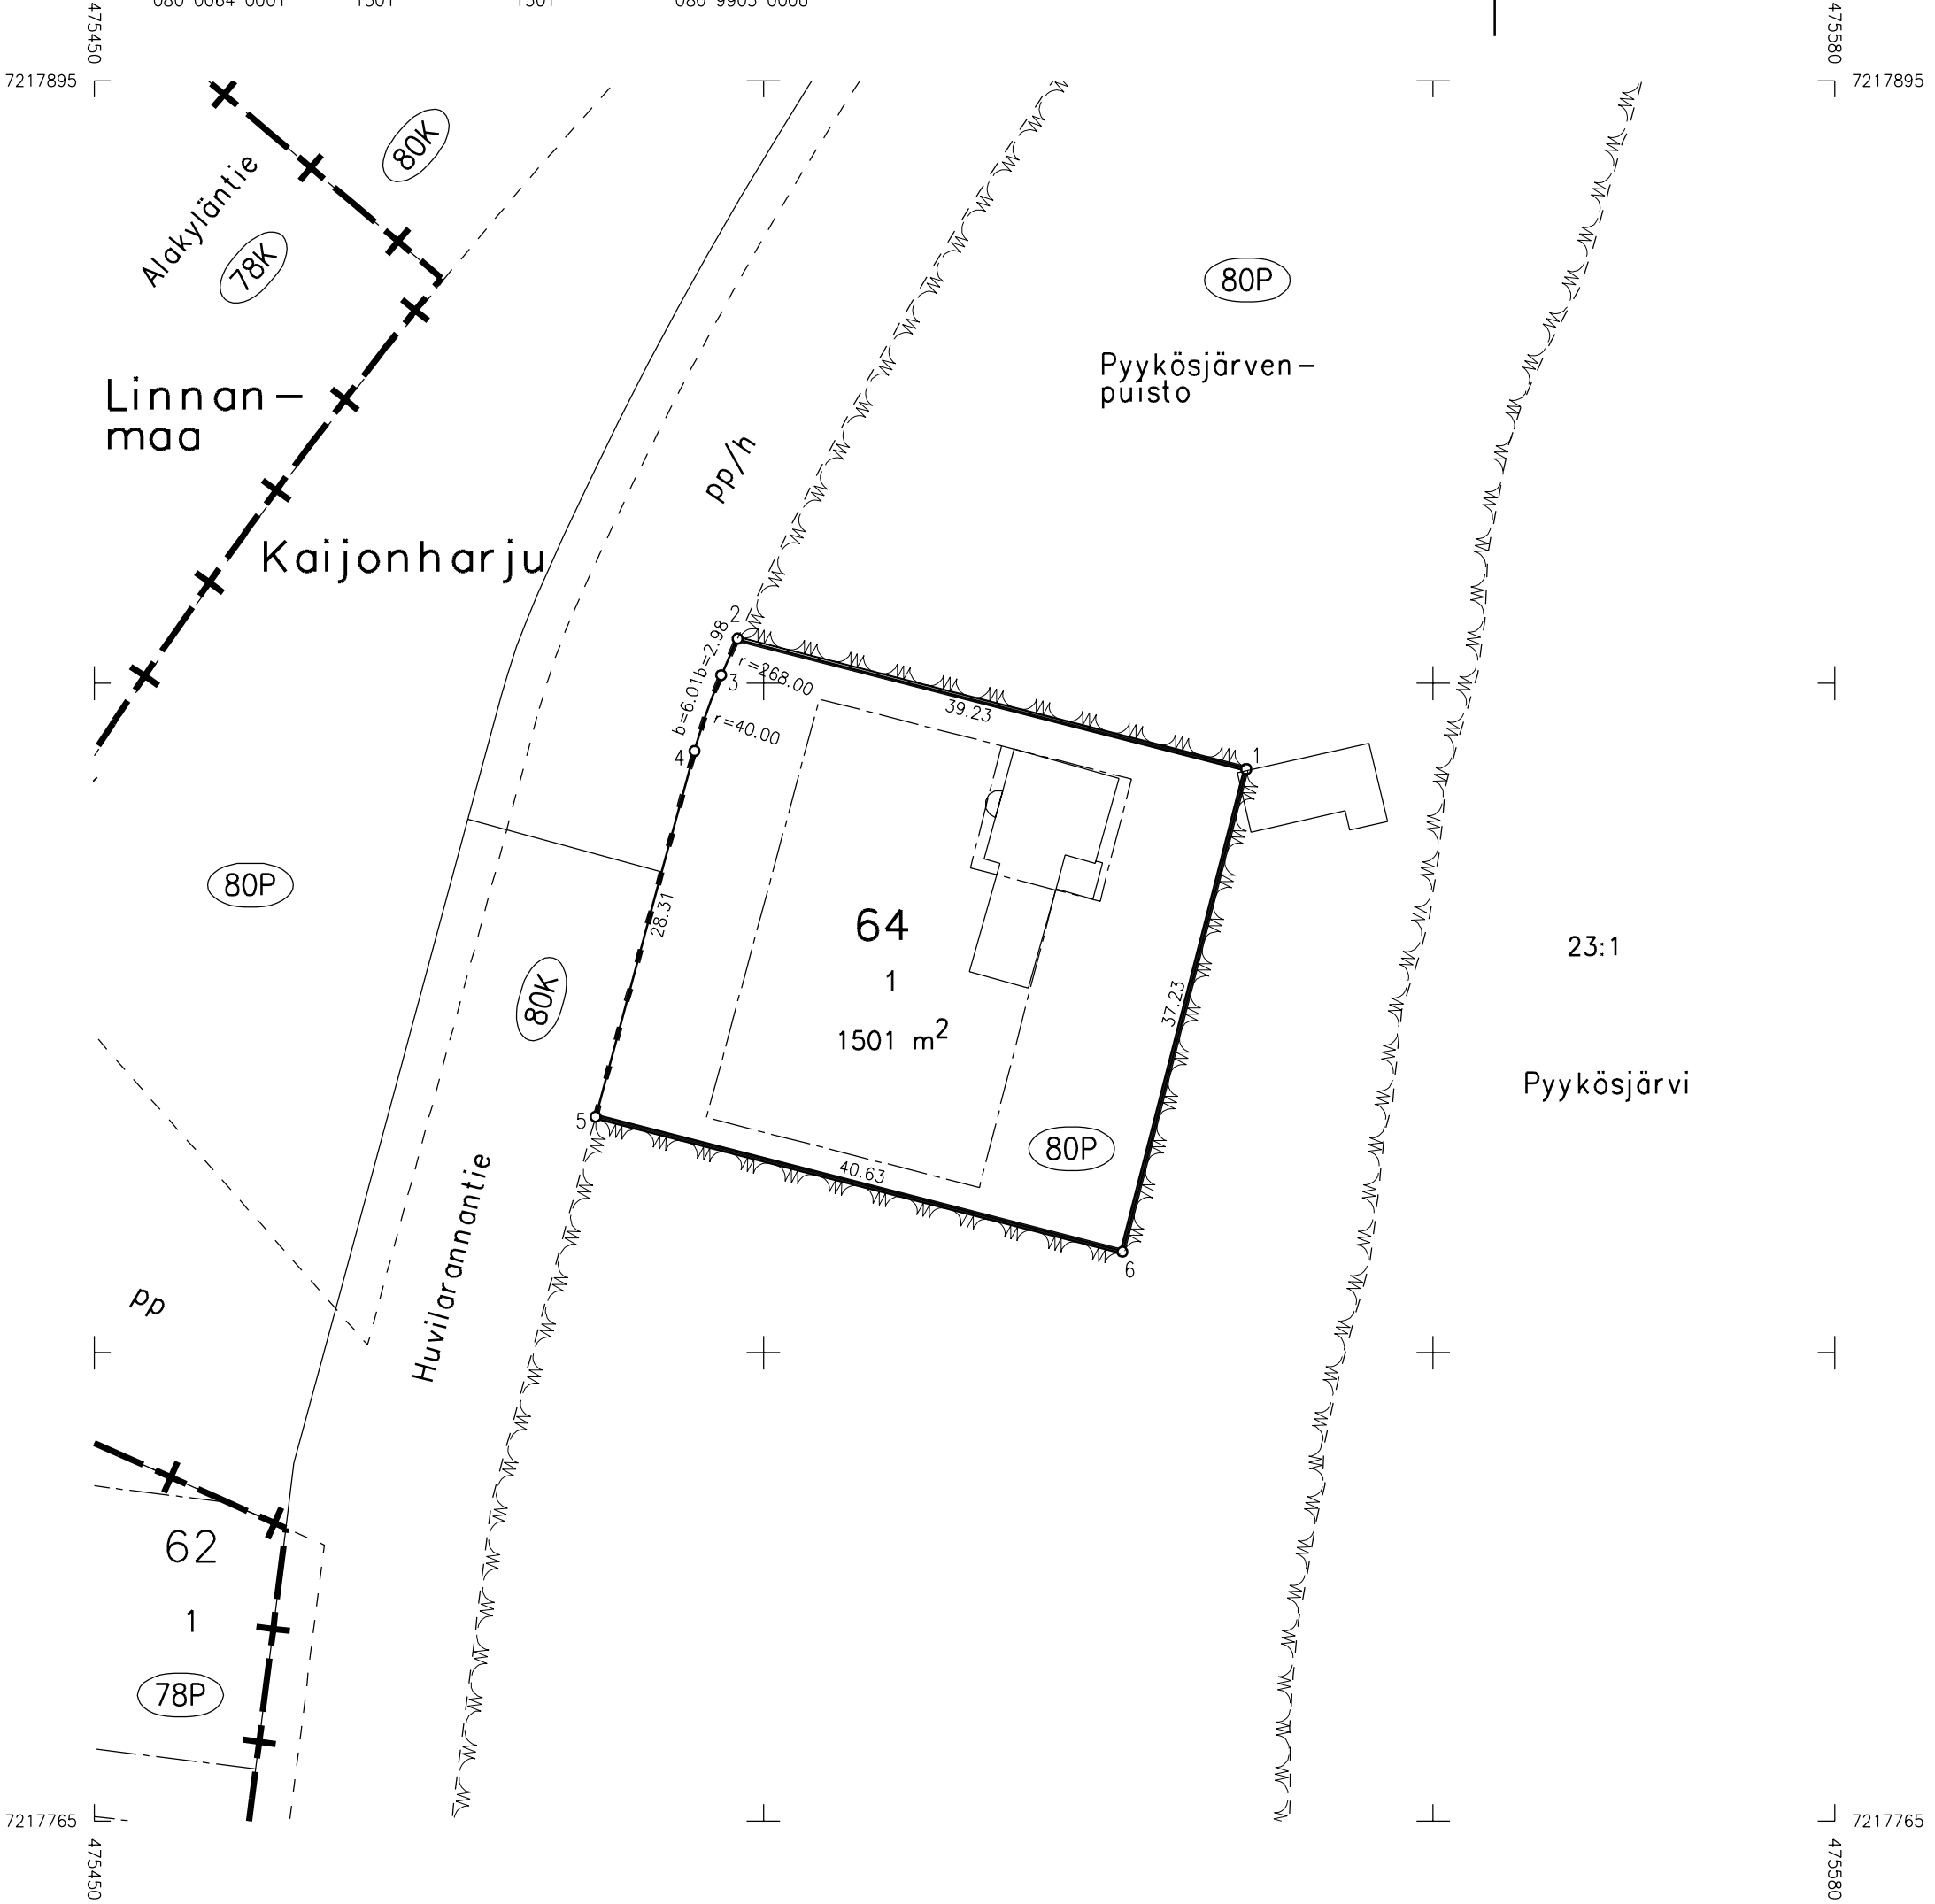 475450
475580
7217895
7217895
80K
Alakyläntie
78K
80P
Pyykösjärven-
puisto
Linnan-
maa
pp/h
Kaijonharju
2
b=2.98
r=268.00
3
b=6.01
r=40.00
39.23
4
1
80P
28.31
64
1
1501 m²
23:1
80K
37.23
Pyykösjärvi
5
80P
40.63
6
Huvilarannantie
pp
62
1
78P
7217765
7217765
475450
475580